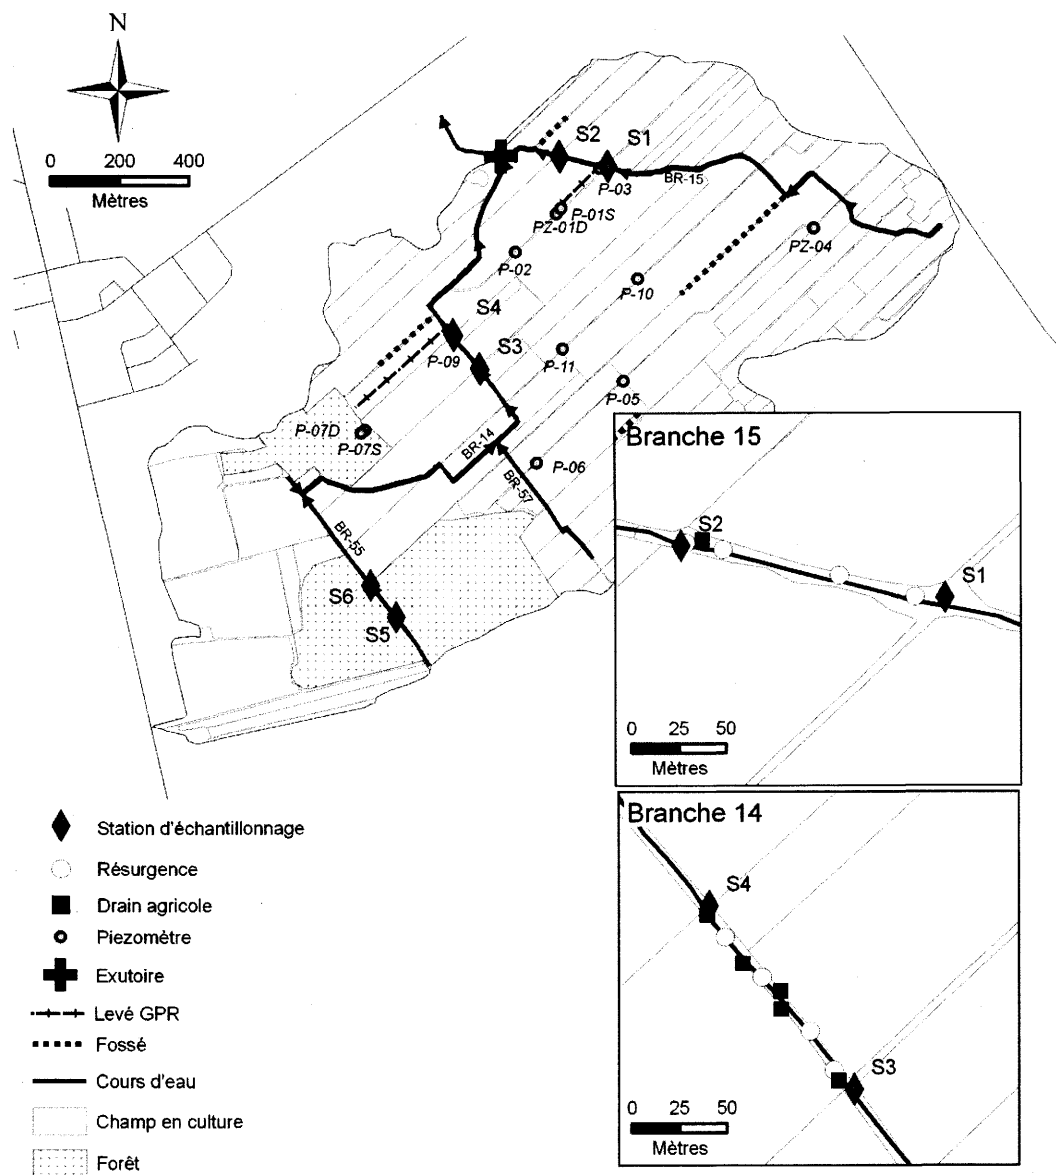 N
0 200 400
Mètres
S2
S1
P-03
BR-15
P-01S
PZ-01D
PZ-04
P-02
P-10
S4
S3
P-09
P-11
P-05
P-07D
P-07S
BR-14
P-06
BR-57
BR-55
S6
S5
Branche 15
S2
S1
0 25 50
Mètres
Branche 14
S4
S3
0 25 50
Mètres
Station d'échantillonnage
Résurgence
Drain agricole
Piezomètre
Exutoire
Levé GPR
Fossé
Cours d'eau
Champ en culture
Forêt